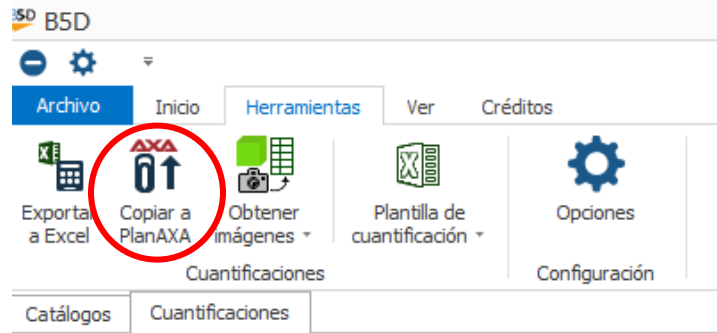 B5D B5D
Archivo Inicio Herramientas Ver Créditos
AXA
Exportar a Excel
Copiar a PlanAXA
Obtener imágenes
Plantilla de cuantificación
Opciones
Cuantificaciones Configuración
Catálogos Cuantificaciones